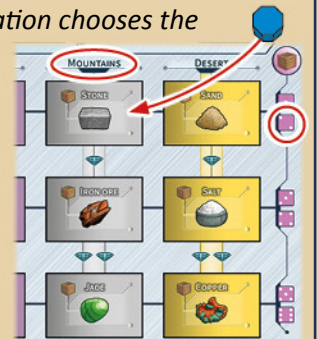 ation chooses the
MOUNTAINS
DESERT
STONE
SAND
IRON ORE
SALT
JADE
COPPER